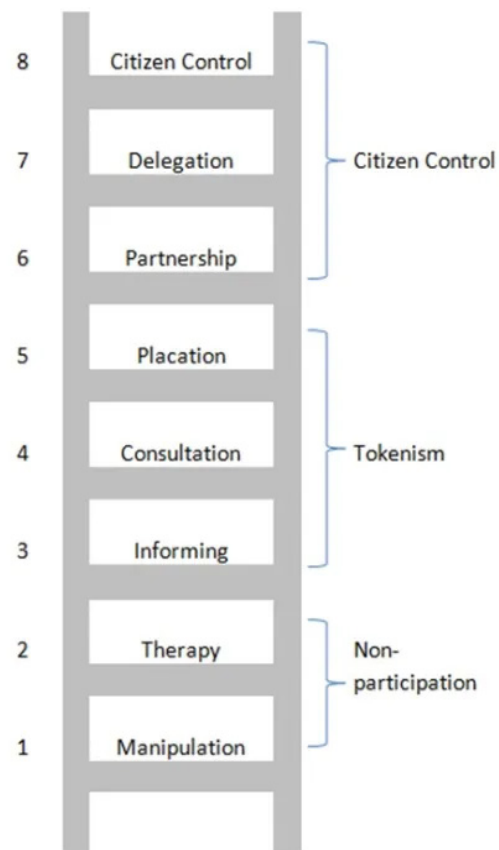 8 Citizen Control
7 Delegation Citizen Control
6 Partnership
5 Placation
4 Consultation Tokenism
3 Informing
2 Therapy Non-
participation
1 Manipulation